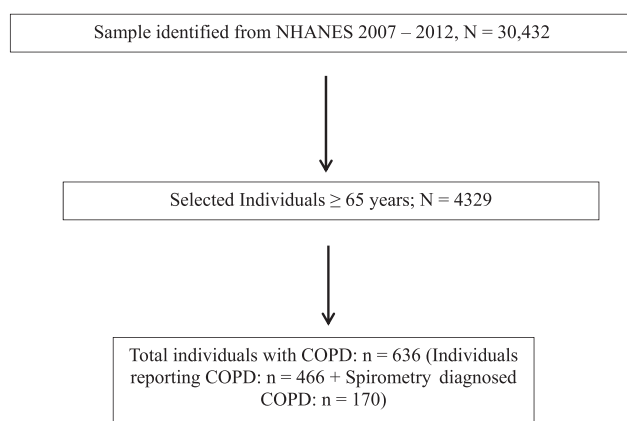 Sample identified from NHANES 2007 – 2012, N = 30,432
Selected Individuals ≥ 65 years; N = 4329
Total individuals with COPD: n = 636 (Individuals
reporting COPD: n = 466 + Spirometry diagnosed
COPD: n = 170)